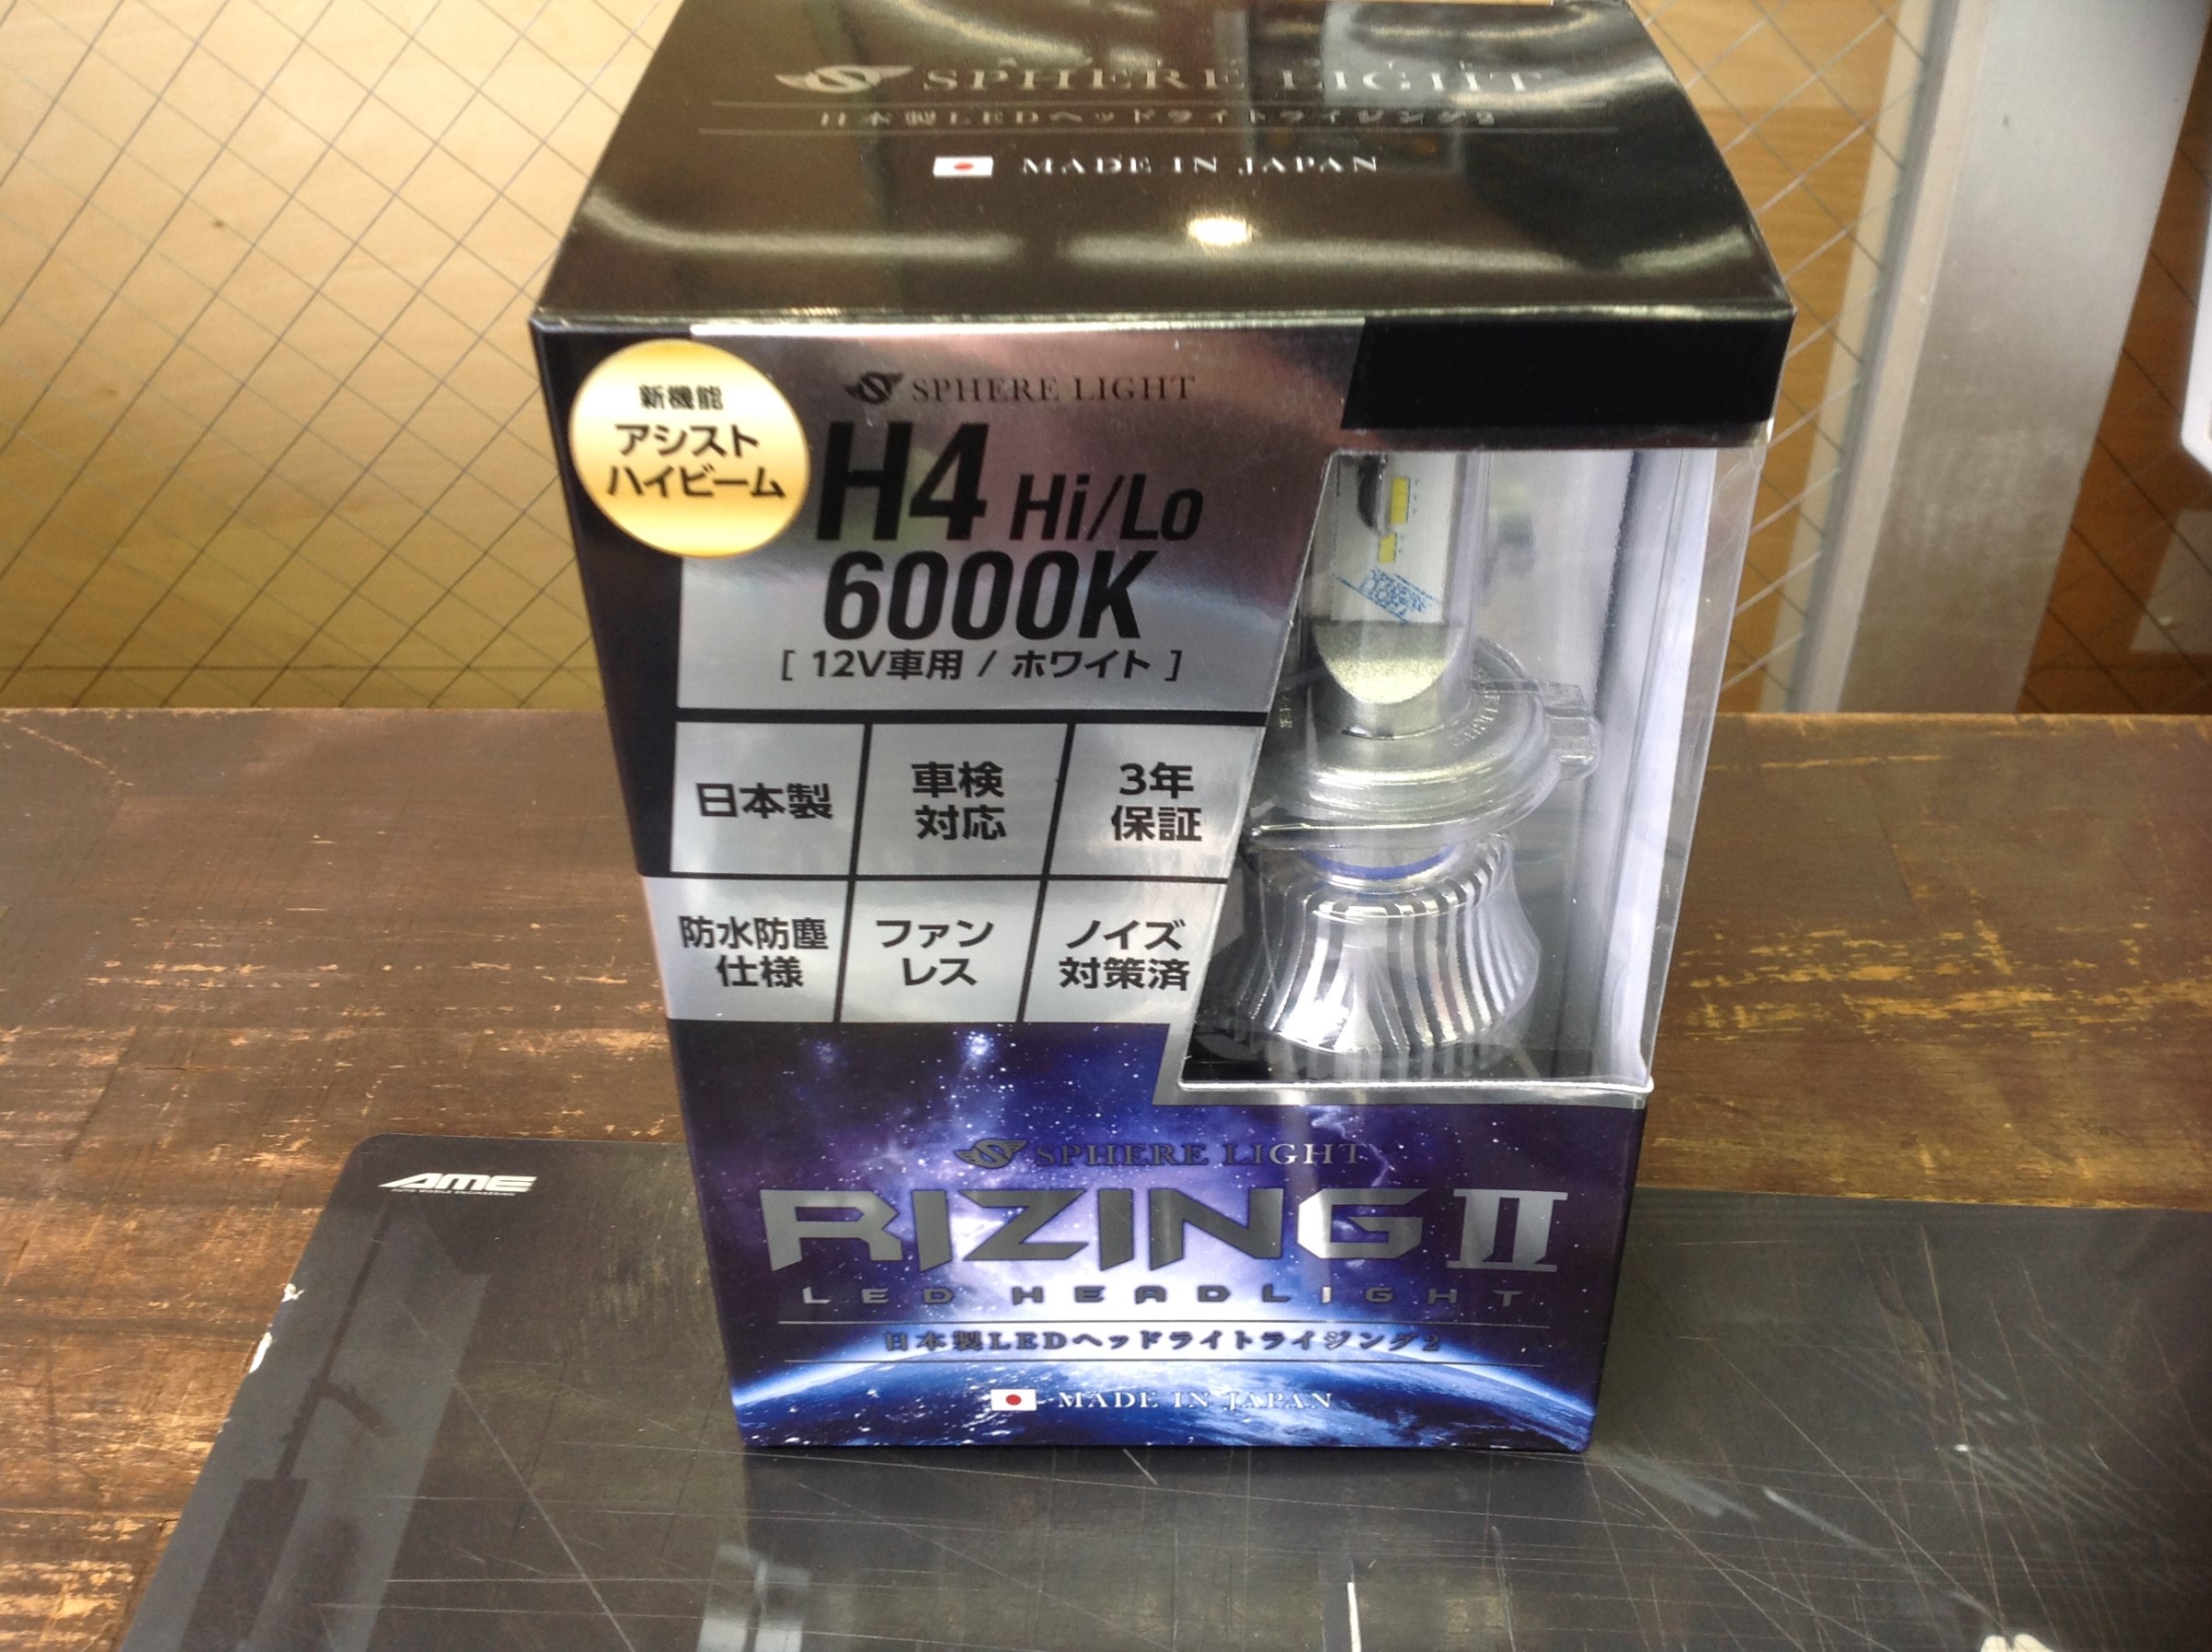 SPHERE LIGHT
日本製LEDヘッドライトライジング2
MADE IN JAPAN
新機能
アシスト
ハイビーム
SPHERE LIGHT
H4 Hi/Lo
6000K
[ 12V車用 / ホワイト ]
日本製
車検
対応
3年
保証
防水防塵
仕様
ファン
レス
ノイズ
対策済
SPHERE LIGHT
RIZING II
LED HEADLIGHT
日本製LEDヘッドライトライジング2
MADE IN JAPAN
AME
AUTO MOBILE ENGINEERING
SPHERE
LIGHT